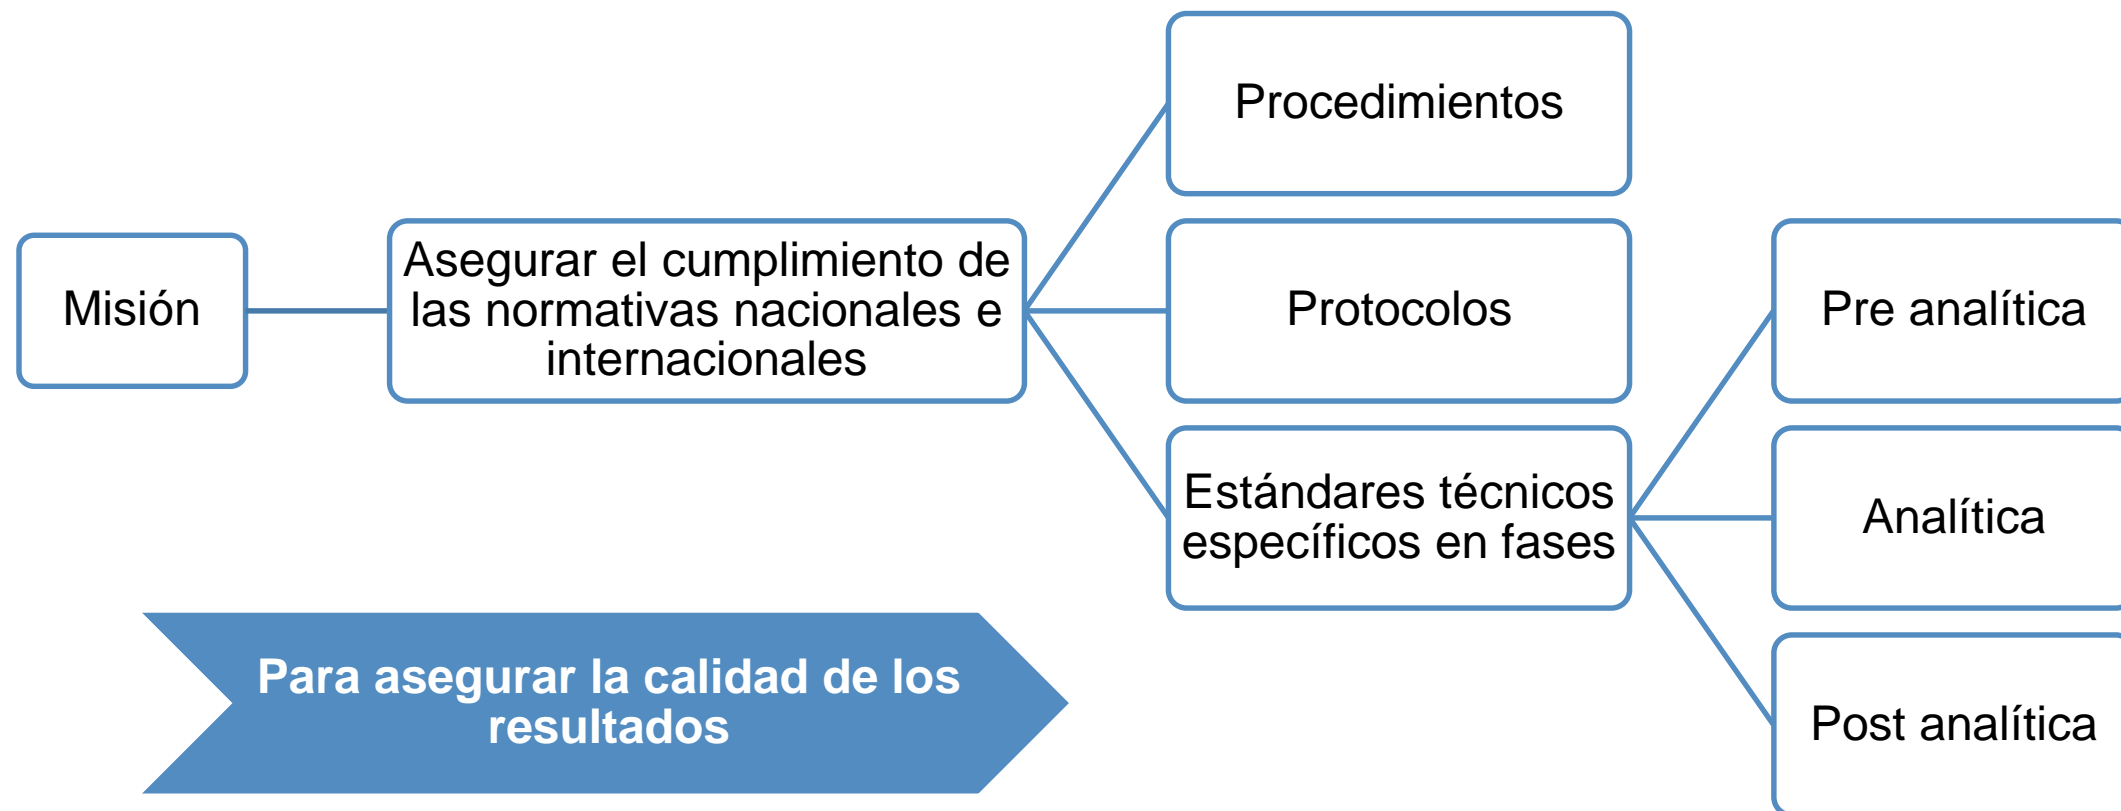 Misión
Asegurar el cumplimiento de
las normativas nacionales e
internacionales
Procedimientos
Protocolos
Estándares técnicos
específicos en fases
Pre analítica
Analítica
Post analítica
Para asegurar la calidad de los
resultados